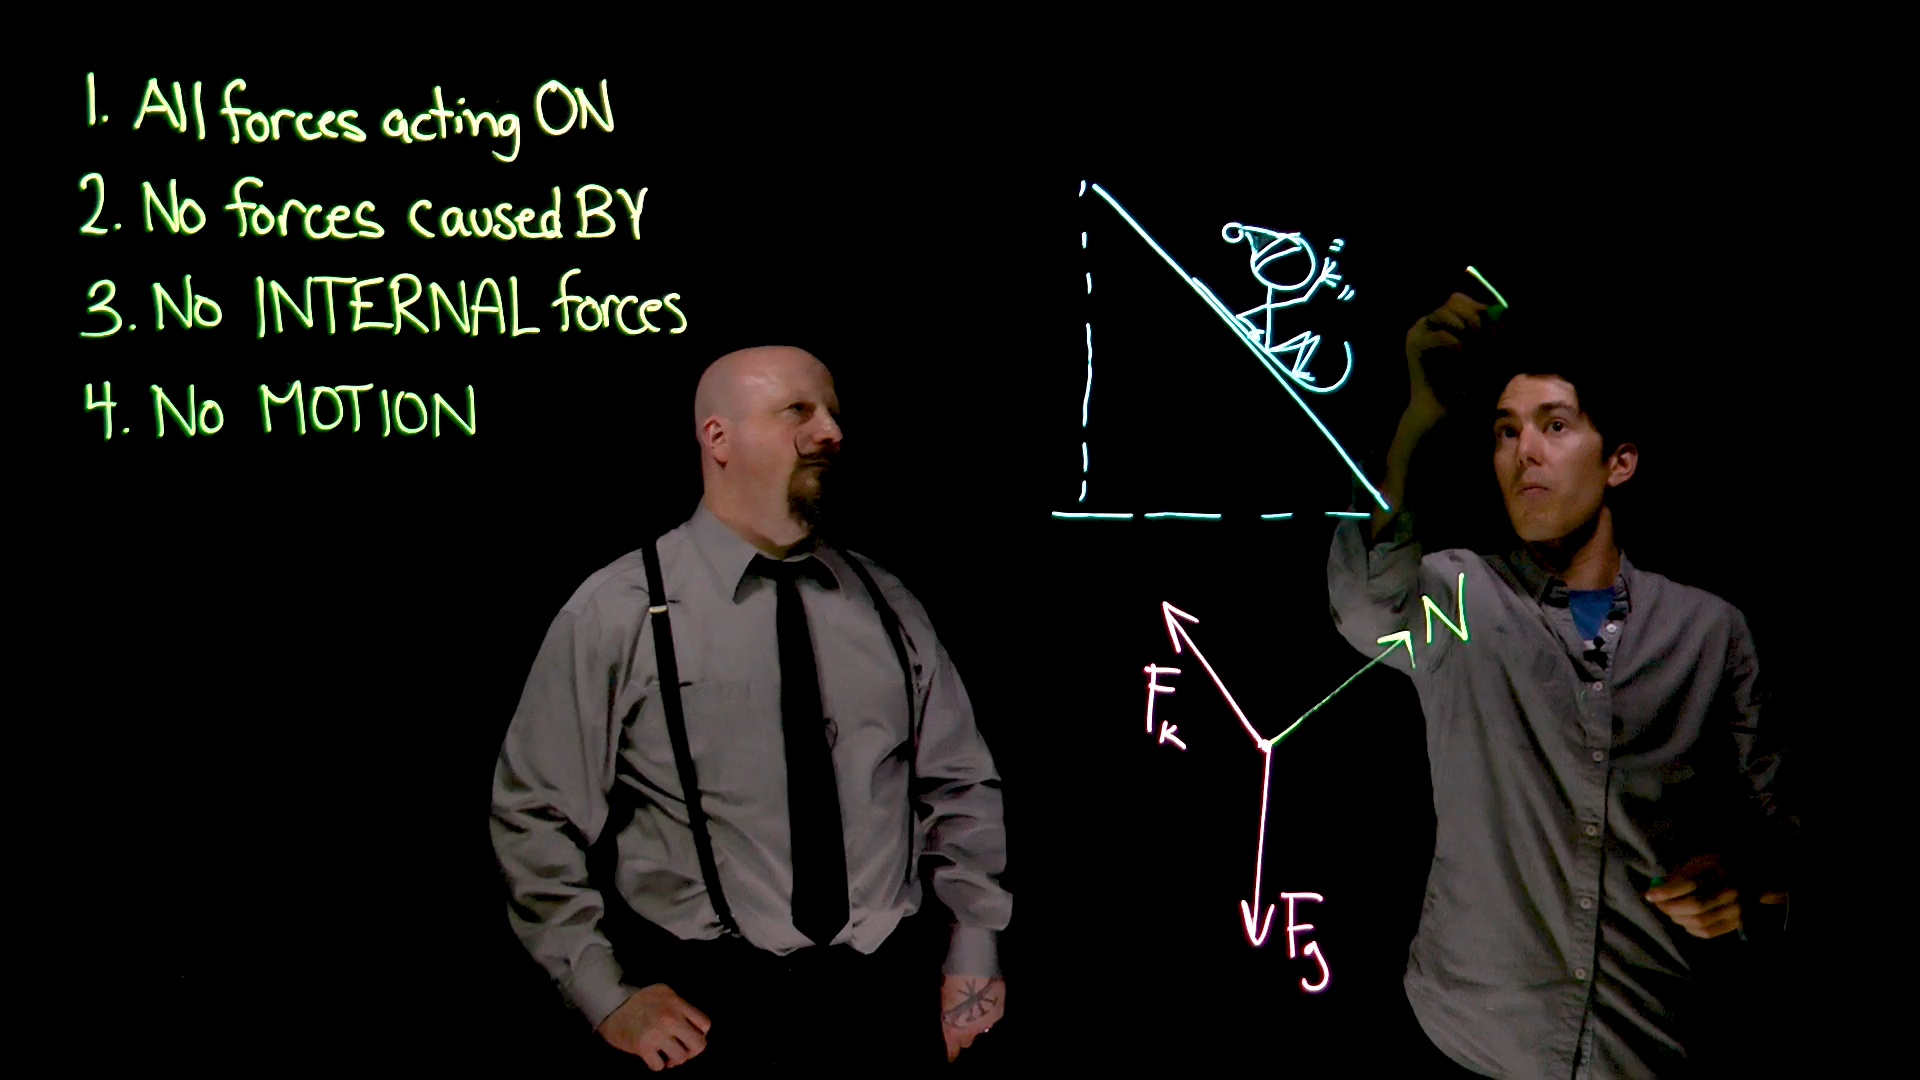 1. All forces acting ON
2. No forces caused BY
3. No INTERNAL forces
4. No MOTION
N
Fk
Fg